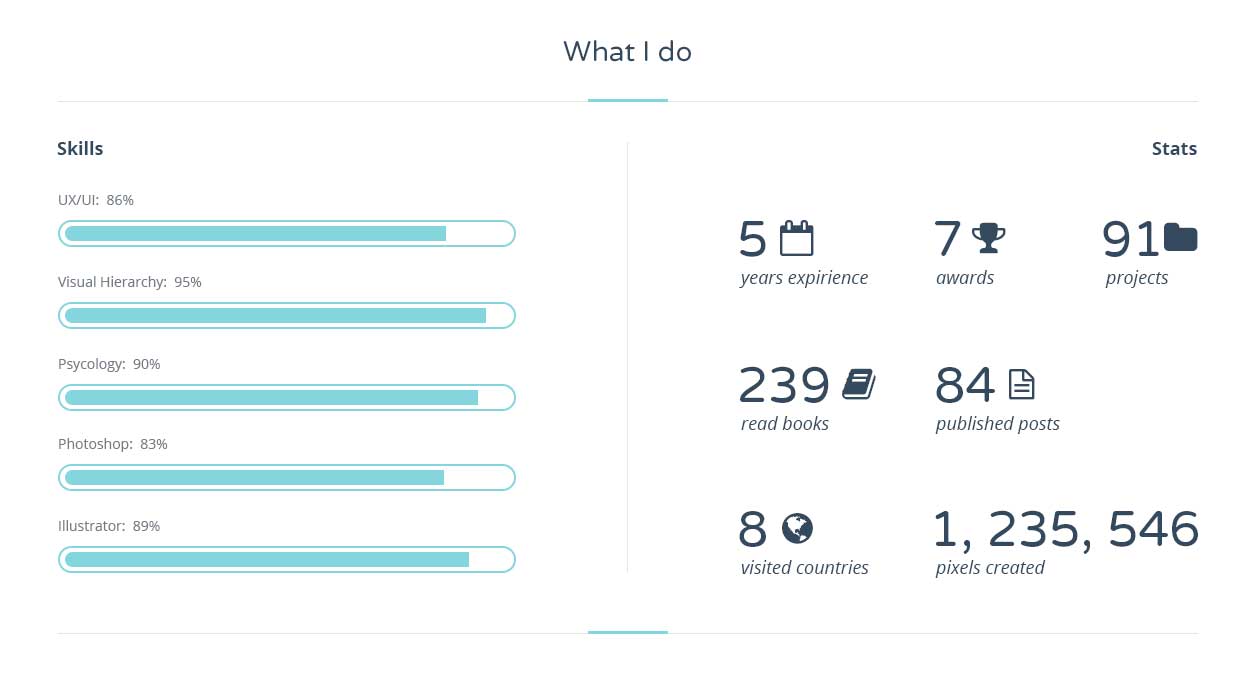 What I do
Skills
UX/UI: 86%
Visual Hierarchy: 95%
Psycology: 90%
Photoshop: 83%
Illustrator: 89%
Stats
5
years expirience
7
awards
91
projects
239
read books
84
published posts
8
visited countries
1, 235, 546
pixels created